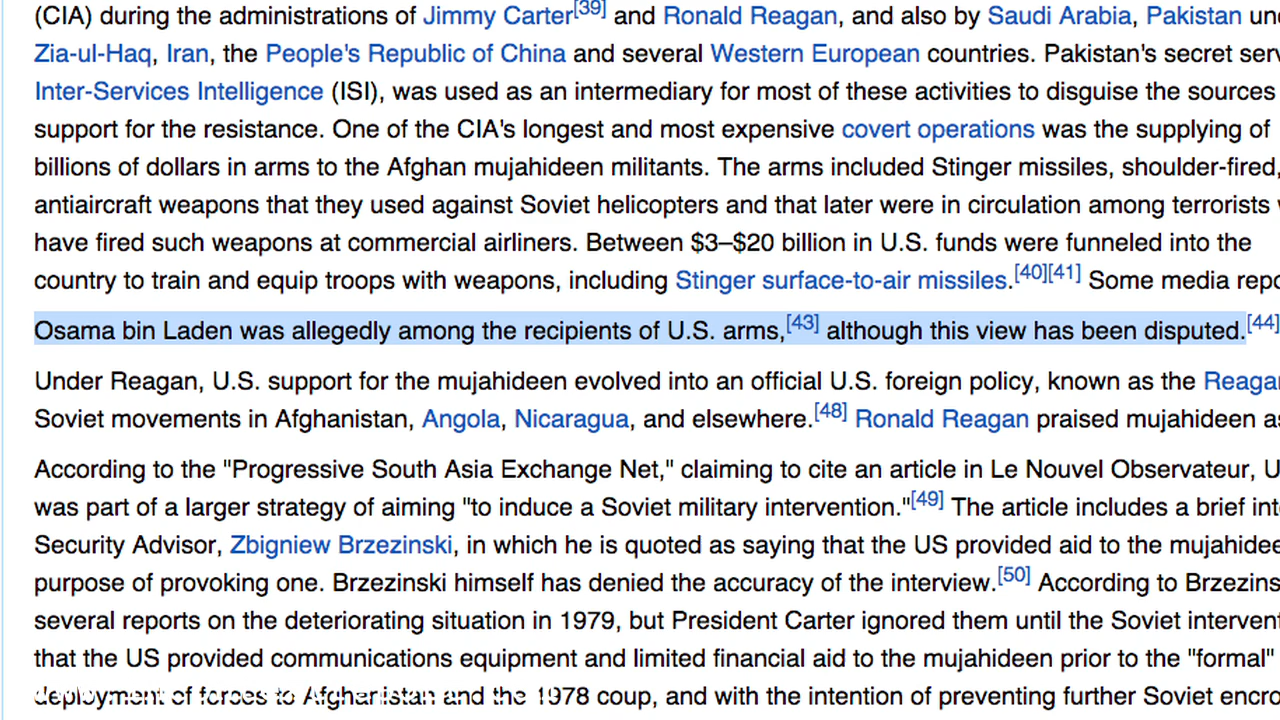 (CIA) during the administrations of Jimmy Carter[39] and Ronald Reagan, and also by Saudi Arabia, Pakistan
Zia-ul-Haq, Iran, the People's Republic of China and several Western European countries. Pakistan's secret
Inter-Services Intelligence (ISI), was used as an intermediary for most of these activities to disguise the sources
support for the resistance. One of the CIA's longest and most expensive covert operations was the supplying of
billions of dollars in arms to the Afghan mujahideen militants. The arms included Stinger missiles, shoulder-fired,
antiaircraft weapons that they used against Soviet helicopters and that later were in circulation among terrorists
have fired such weapons at commercial airliners. Between $3–$20 billion in U.S. funds were funneled into the
country to train and equip troops with weapons, including Stinger surface-to-air missiles.[40][41] Some media
Osama bin Laden was allegedly among the recipients of U.S. arms,[43] although this view has been disputed.[44]
Under Reagan, U.S. support for the mujahideen evolved into an official U.S. foreign policy, known as the
Soviet movements in Afghanistan, Angola, Nicaragua, and elsewhere.[48] Ronald Reagan praised mujahideen
According to the "Progressive South Asia Exchange Net," claiming to cite an article in Le Nouvel Observateur,
was part of a larger strategy of aiming "to induce a Soviet military intervention."[49] The article includes a brief
Security Advisor, Zbigniew Brzezinski, in which he is quoted as saying that the US provided aid to the
purpose of provoking one. Brzezinski himself has denied the accuracy of the interview.[50] According to
several reports on the deteriorating situation in 1979, but President Carter ignored them until the Soviet
that the US provided communications equipment and limited financial aid to the mujahideen prior to the "formal"
deployment of forces to Afghanistan and the 1978 coup, and with the intention of preventing further Soviet